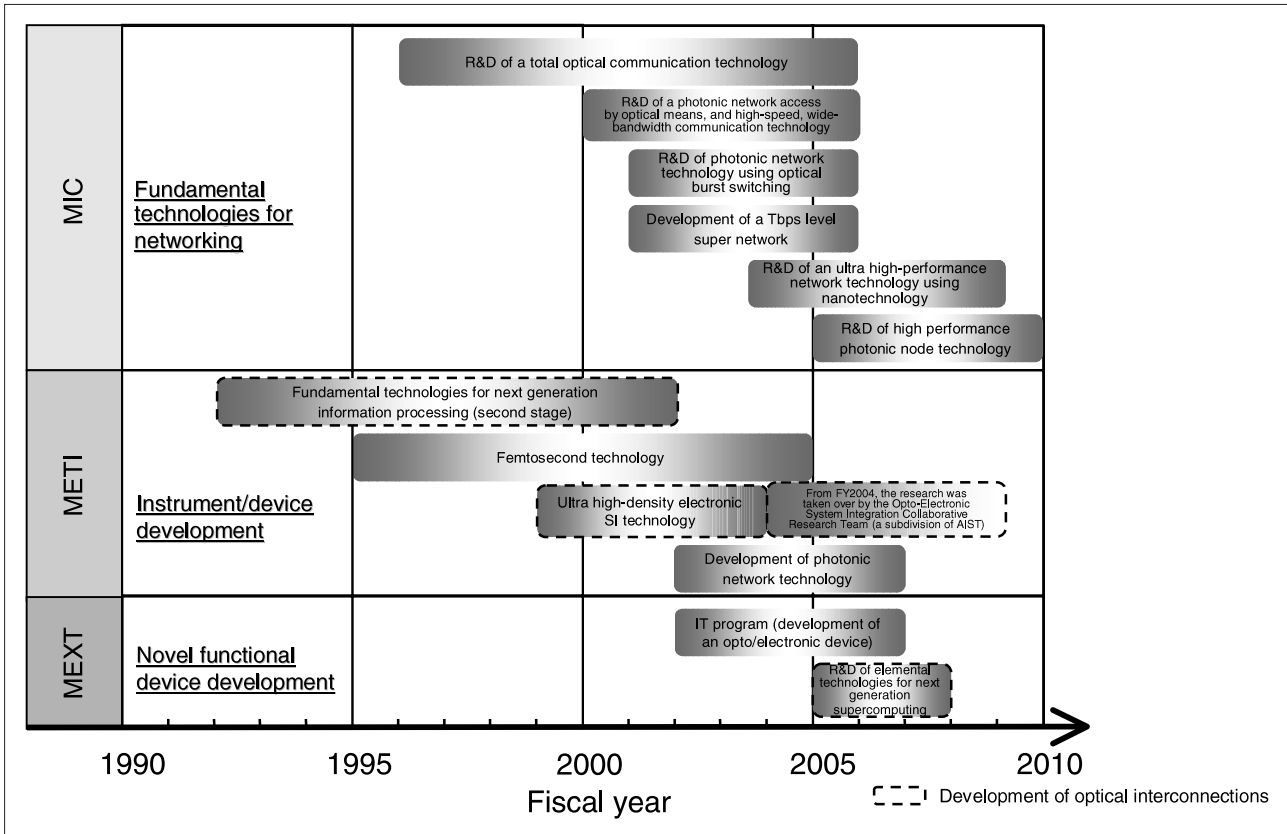 MIC
Fundamental
technologies for
networking
R&D of a total optical communication technology
R&D of a photonic network access
by optical means, and high-speed, wide-
bandwidth communication technology
R&D of photonic network
technology using optical
burst switching
Development of a Tbps level
super network
R&D of an ultra high-performance
network technology using
nanotechnology
R&D of high performance
photonic node technology
METI
Instrument/device
development
Fundamental technologies for next generation
information processing (second stage)
Femtosecond technology
Ultra high-density electronic
SI technology
From FY2004, the research was
taken over by the Opto-Electronic
System Integration Collaborative
Research Team (a subdivision of AIST)
Development of photonic
network technology
MEXT
Novel functional
device development
IT program (development of
an opto/electronic device)
R&D of elemental
technologies for next
generation
supercomputing
1990 1995 2000 2005 2010
Fiscal year
Development of optical interconnections